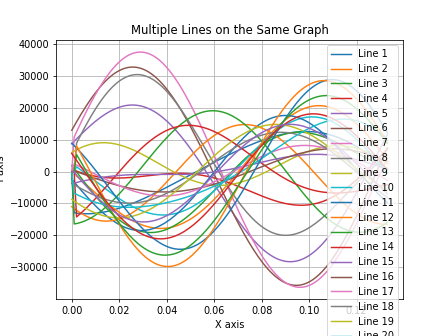 Multiple Lines on the Same Graph
40000
30000
20000
10000
0
−10000
−20000
−30000
0.00
0.02
0.04
0.06
0.08
0.10
X axis
Line 1
Line 2
Line 3
Line 4
Line 5
Line 6
Line 7
Line 8
Line 9
Line 10
Line 11
Line 12
Line 13
Line 14
Line 15
Line 16
Line 17
Line 18
Line 19
Line 20